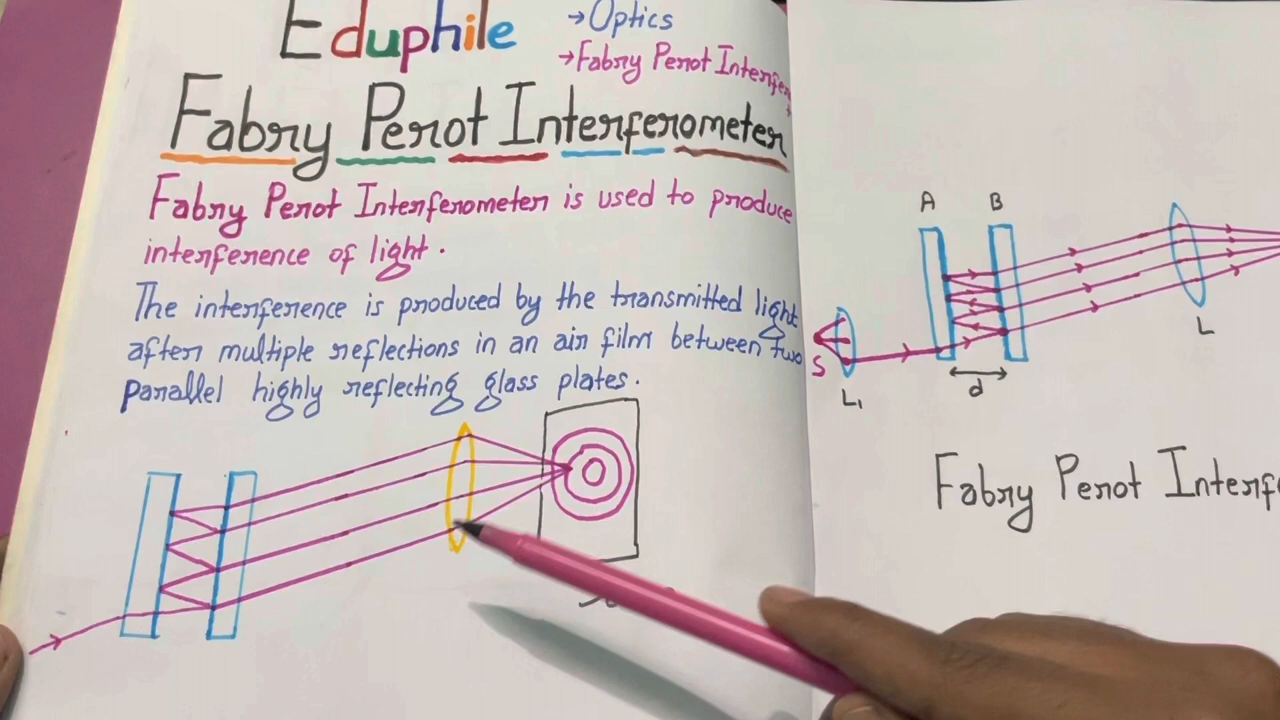 Eduphile
→Optics
→Fabry Perot Interfer
Fabry Perot Interferometer
Fabry Perot Interferometer is used to produce
interference of light.
The interference is produced by the transmitted light
after multiple reflections in an air film between two
parallel highly reflecting glass plates.
A B
S
L₁
d
L
Fabry Perot Interf